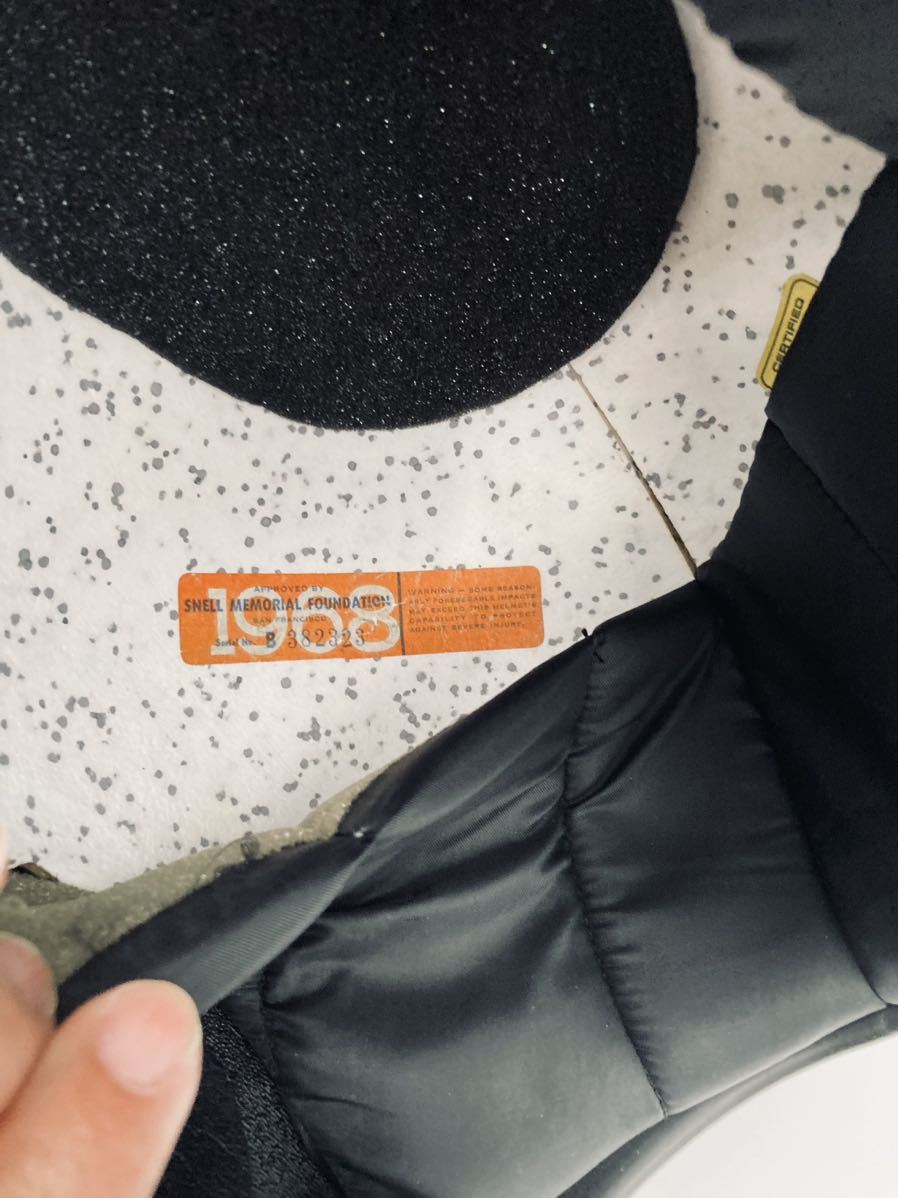 CERTIFIED
APPROVED BY
SNELL MEMORIAL FOUNDATION
SAN FRANCISCO
1968
Serial No. B 382323
WARNING – SOME REASON-
ABLY FORESEEABLE IMPACTS
MAY EXCEED THIS HELMET'S
CAPABILITY TO PROTECT
AGAINST SEVERE INJURY.